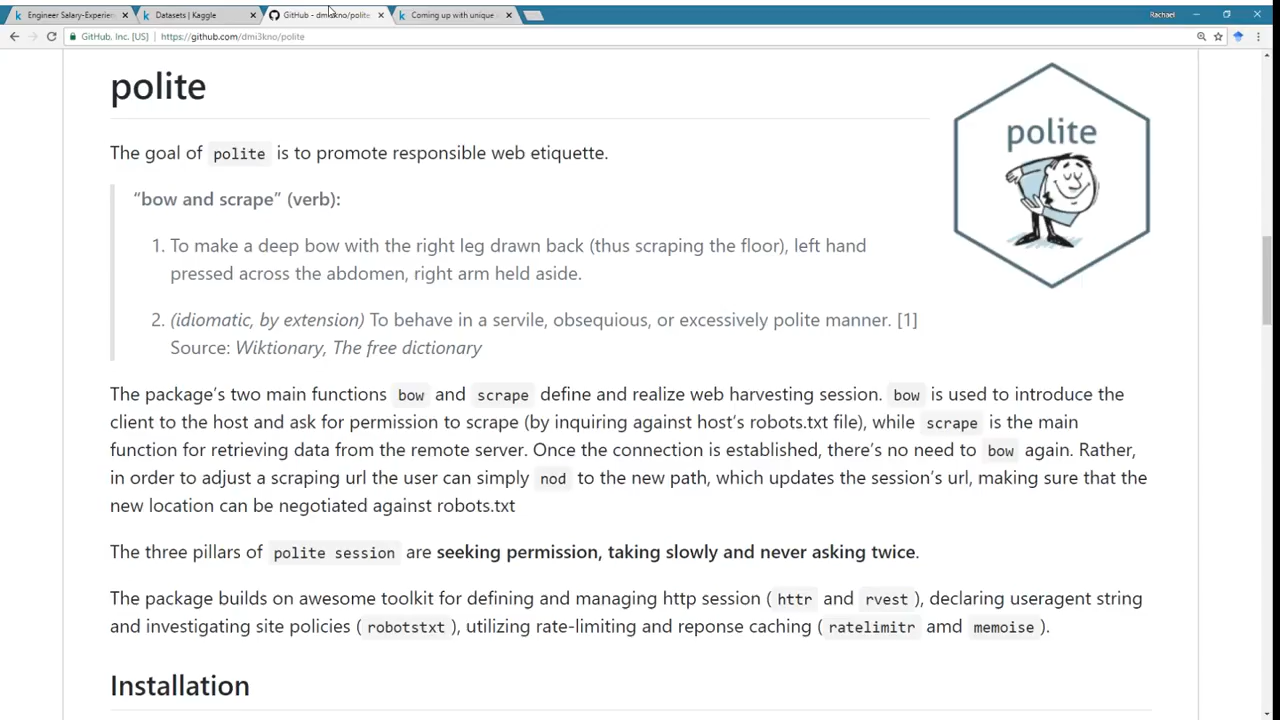 Engineer Salary-Experien
Datasets | Kaggle
GitHub - dmi3kno/polite
Coming up with unique
Rachael
GitHub, Inc. [US]
https://github.com/dmi3kno/polite
polite
polite
The goal of polite is to promote responsible web etiquette.
“bow and scrape” (verb):
1. To make a deep bow with the right leg drawn back (thus scraping the floor), left hand
pressed across the abdomen, right arm held aside.
2. (idiomatic, by extension) To behave in a servile, obsequious, or excessively polite manner. [1]
Source: Wiktionary, The free dictionary
The package’s two main functions bow and scrape define and realize web harvesting session. bow is used to introduce the
client to the host and ask for permission to scrape (by inquiring against host’s robots.txt file), while scrape is the main
function for retrieving data from the remote server. Once the connection is established, there’s no need to bow again. Rather,
in order to adjust a scraping url the user can simply nod to the new path, which updates the session’s url, making sure that the
new location can be negotiated against robots.txt
The three pillars of polite session are seeking permission, taking slowly and never asking twice.
The package builds on awesome toolkit for defining and managing http session ( httr and rvest ), declaring useragent string
and investigating site policies ( robotstxt ), utilizing rate-limiting and reponse caching ( ratelimitr amd memoise ).
Installation